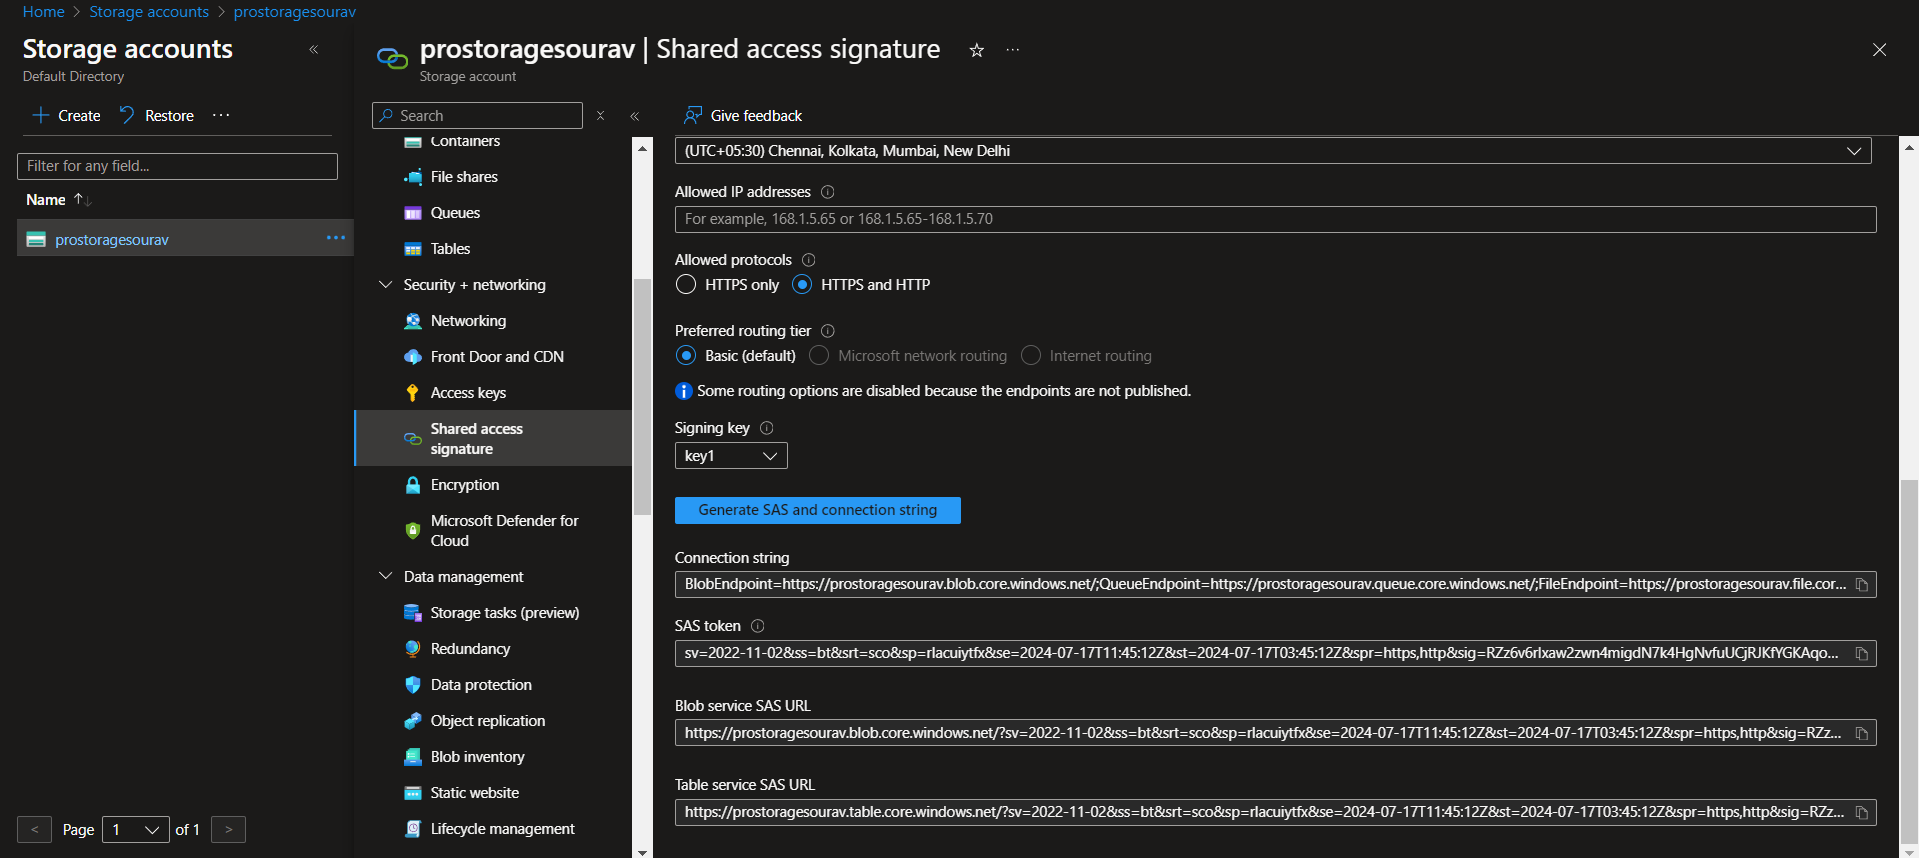 Home > Storage accounts > prostoragesourav
Storage accounts
Default Directory
Create
Restore
Filter for any field...
Name
prostoragesourav
Page 1 of 1
prostoragesourav | Shared access signature
Storage account
Search
Containers
File shares
Queues
Tables
Security + networking
Networking
Front Door and CDN
Access keys
Shared access
signature
Encryption
Microsoft Defender for
Cloud
Data management
Storage tasks (preview)
Redundancy
Data protection
Object replication
Blob inventory
Static website
Lifecycle management
Give feedback
(UTC+05:30) Chennai, Kolkata, Mumbai, New Delhi
Allowed IP addresses
For example, 168.1.5.65 or 168.1.5.65-168.1.5.70
Allowed protocols
HTTPS only HTTPS and HTTP
Preferred routing tier
Basic (default) Microsoft network routing Internet routing
Some routing options are disabled because the endpoints are not published.
Signing key
key1
Generate SAS and connection string
Connection string
BlobEndpoint=https://prostoragesourav.blob.core.windows.net/;QueueEndpoint=https://prostoragesourav.queue.core.windows.net/;FileEndpoint=https://prostoragesourav.file.cor...
SAS token
sv=2022-11-02&ss=bt&srt=sco&sp=rlacuiytfx&se=2024-07-17T11:45:12Z&st=2024-07-17T03:45:12Z&spr=https,http&sig=RZz6v6rlxaw2zwn4migdN7k4HgNvfuUCjRJKfYGKAqo...
Blob service SAS URL
https://prostoragesourav.blob.core.windows.net/?sv=2022-11-02&ss=bt&srt=sco&sp=rlacuiytfx&se=2024-07-17T11:45:12Z&st=2024-07-17T03:45:12Z&spr=https,http&sig=RZz...
Table service SAS URL
https://prostoragesourav.table.core.windows.net/?sv=2022-11-02&ss=bt&srt=sco&sp=rlacuiytfx&se=2024-07-17T11:45:12Z&st=2024-07-17T03:45:12Z&spr=https,http&sig=RZz...